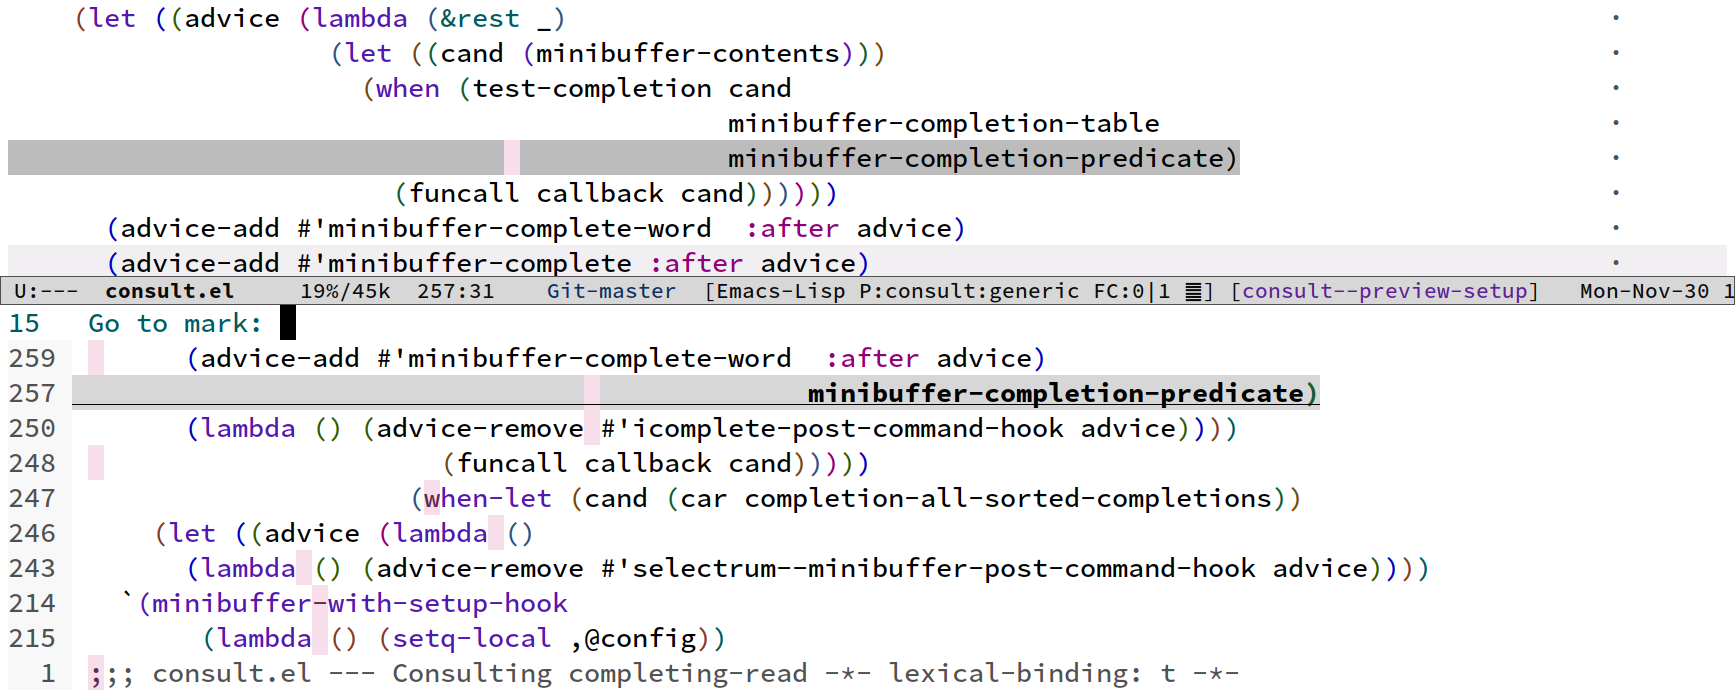 (let ((advice (lambda (&rest _)
(let ((cand (minibuffer-contents)))
(when (test-completion cand
minibuffer-completion-table
minibuffer-completion-predicate)
(funcall callback cand))))))
(advice-add #'minibuffer-complete-word  :after advice)
(advice-add #'minibuffer-complete :after advice)
U:---  consult.el    19%/45k  257:31   Git-master  [Emacs-Lisp P:consult:generic FC:0|1 ≣] [consult--preview-setup]  Mon-Nov-30 1
15   Go to mark:
259      (advice-add #'minibuffer-complete-word  :after advice)
257      minibuffer-completion-predicate)
250      (lambda () (advice-remove #'icomplete-post-command-hook advice))))
248      (funcall callback cand)))))
247      (when-let (cand (car completion-all-sorted-completions))
246    (let ((advice (lambda ()
243      (lambda () (advice-remove #'selectrum--minibuffer-post-command-hook advice))))
214  `(minibuffer-with-setup-hook
215       (lambda () (setq-local ,@config))
1 ;;; consult.el --- Consulting completing-read -*- lexical-binding: t -*-